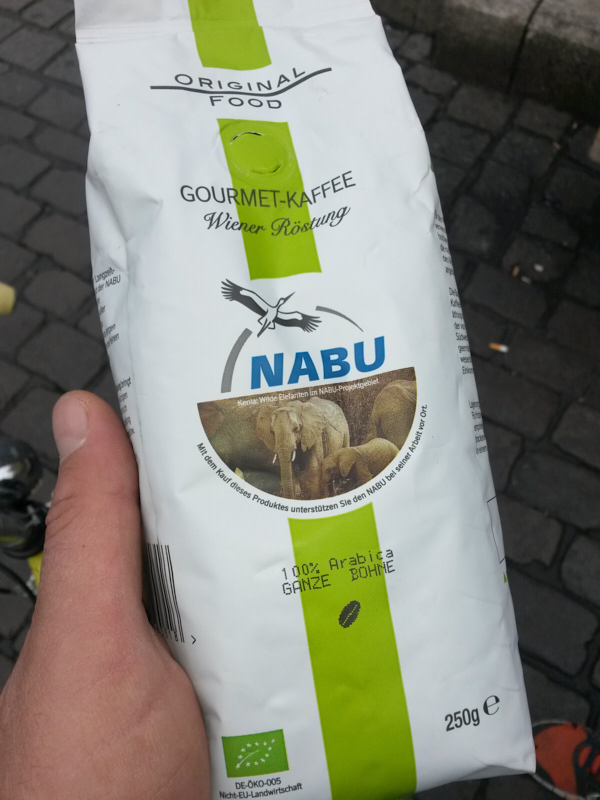 ORIGINAL
FOOD
GOURMET-KAFFEE
Wiener Röstung
der NABU
NABU
Kenia: Wilde Elefanten im NABU-Projektgebiet
Mit dem Kauf dieses Produktes unterstützen Sie den NABU bei seiner Arbeit vor Ort.
100% Arabica
GANZE BOHNE
250g e
DE-ÖKO-005
Nicht-EU-Landwirtschaft